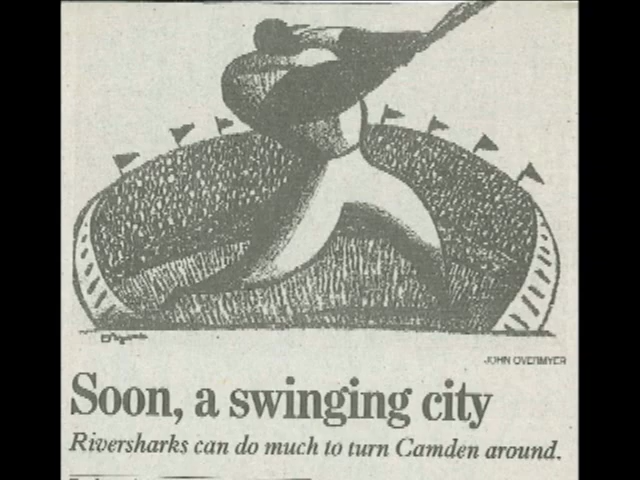 JOHN OVERMYER
Soon, a swinging city
Riversharks can do much to turn Camden around.